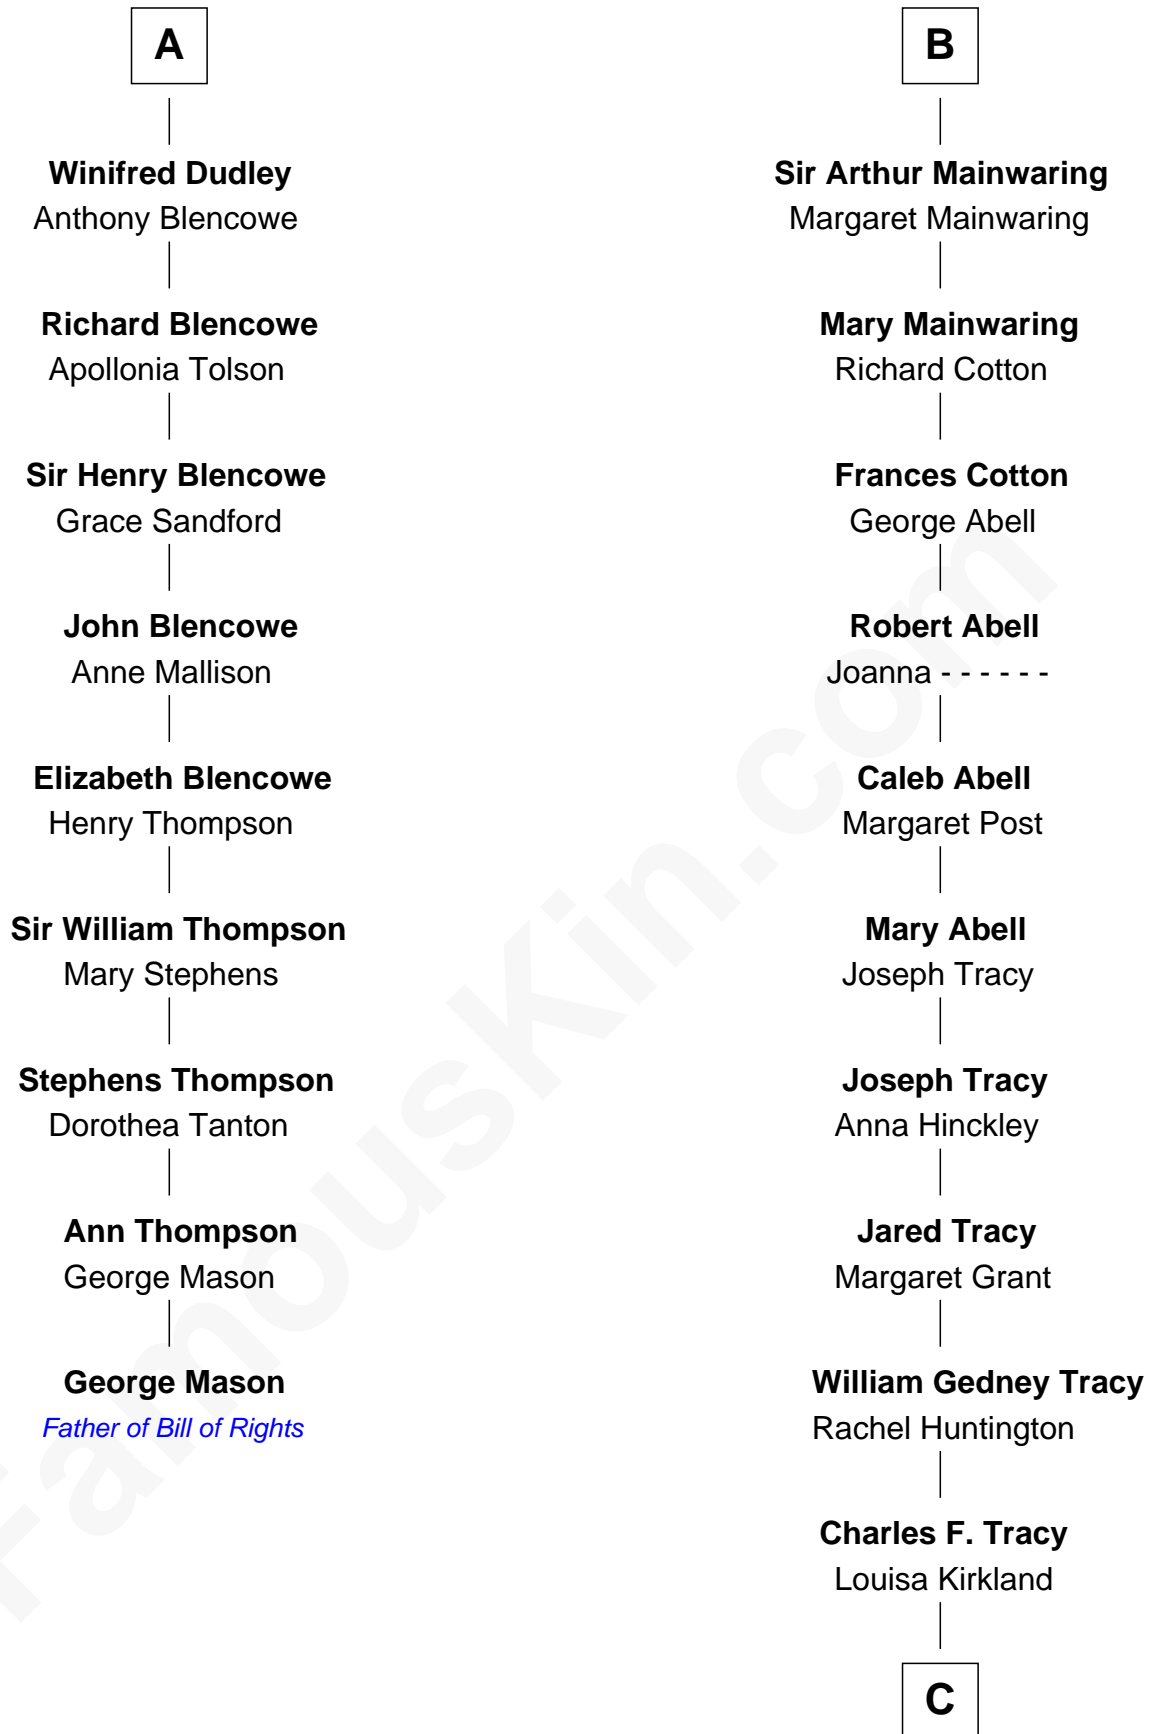 A
Winifred Dudley
Anthony Blencowe
Richard Blencowe
Apollonia Tolson
Sir Henry Blencowe
Grace Sandford
John Blencowe
Anne Mallison
Elizabeth Blencowe
Henry Thompson
Sir William Thompson
Mary Stephens
Stephens Thompson
Dorothea Tanton
Ann Thompson
George Mason
George Mason
Father of Bill of Rights
B
Sir Arthur Mainwaring
Margaret Mainwaring
Mary Mainwaring
Richard Cotton
Frances Cotton
George Abell
Robert Abell
Joanna - - - - - -
Caleb Abell
Margaret Post
Mary Abell
Joseph Tracy
Joseph Tracy
Anna Hinckley
Jared Tracy
Margaret Grant
William Gedney Tracy
Rachel Huntington
Charles F. Tracy
Louisa Kirkland
C
FamousKin.com